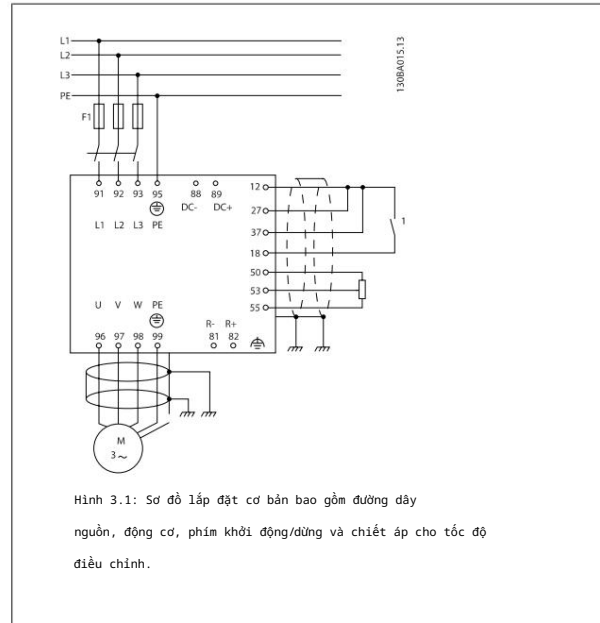 L1
L2
L3
PE
130BA015.13
F1
91 92 93 95 88 89
DC- DC+
L1 L2 L3 PE
12
27
37
18
50
53
55
1
U V W PE
R- R+
96 97 98 99 81 82
M
3~
Hình 3.1: Sơ đồ lắp đặt cơ bản bao gồm đường dây
nguồn, động cơ, phím khởi động/dừng và chiết áp cho tốc độ
điều chỉnh.